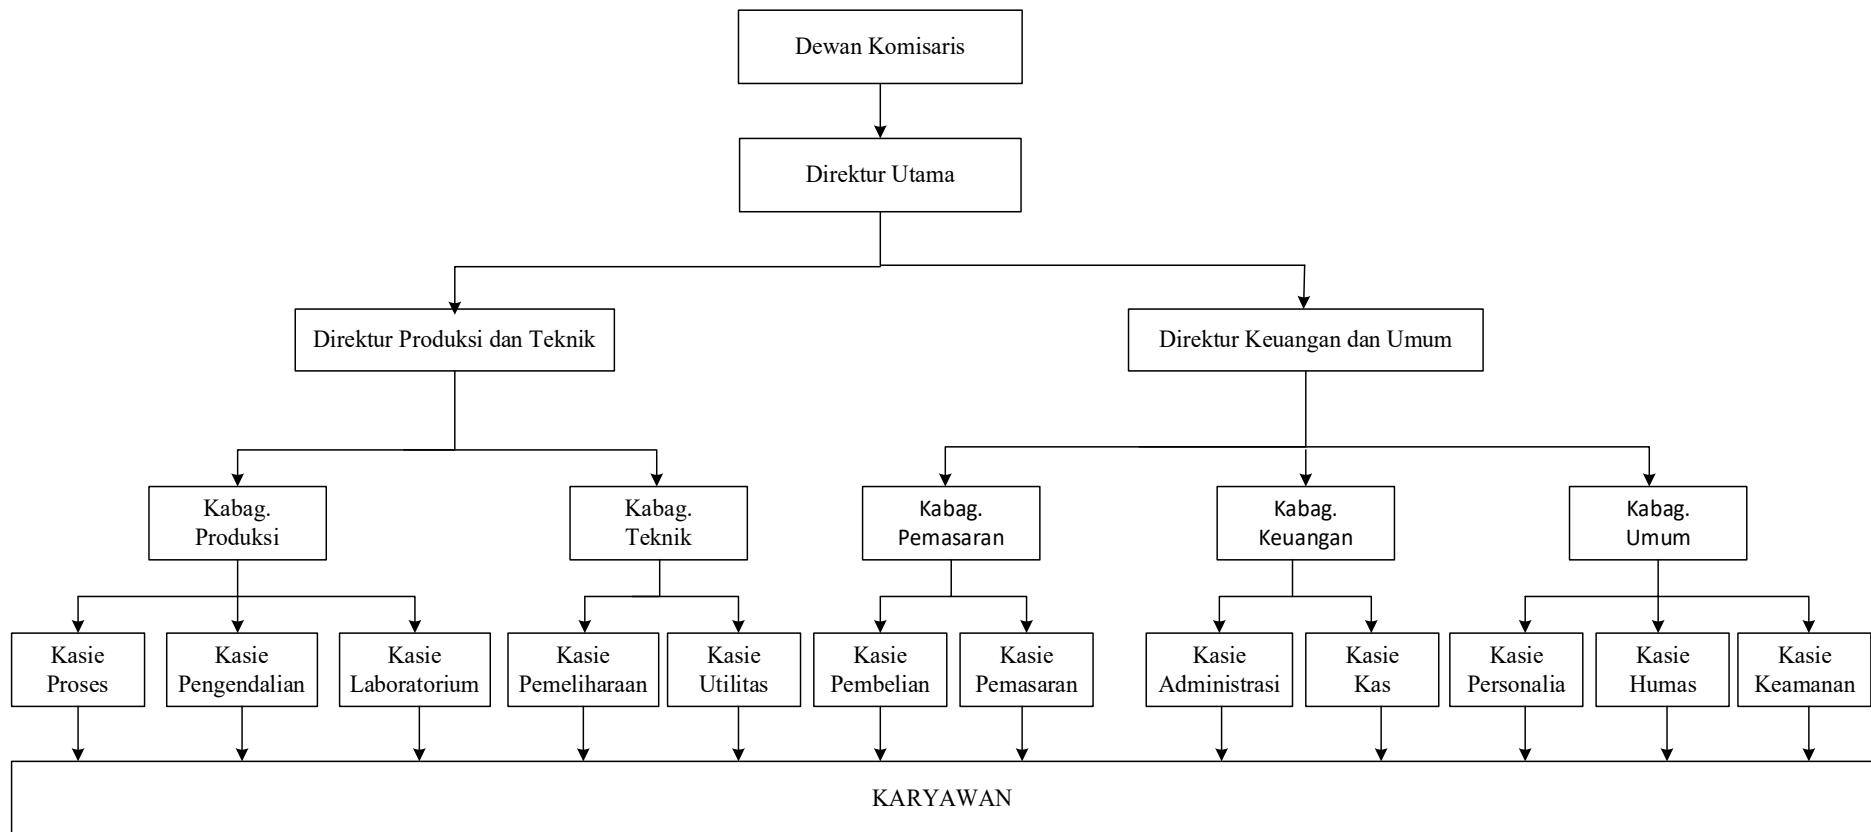 Dewan Komisaris
Direktur Utama
Direktur Produksi dan Teknik
Direktur Keuangan dan Umum
Kabag.
Produksi
Kabag.
Teknik
Kabag.
Pemasaran
Kabag.
Keuangan
Kabag.
Umum
Kasie
Proses
Kasie
Pengendalian
Kasie
Laboratorium
Kasie
Pemeliharaan
Kasie
Utilitas
Kasie
Pembelian
Kasie
Pemasaran
Kasie
Administrasi
Kasie
Kas
Kasie
Personalia
Kasie
Humas
Kasie
Keamanan
KARYAWAN